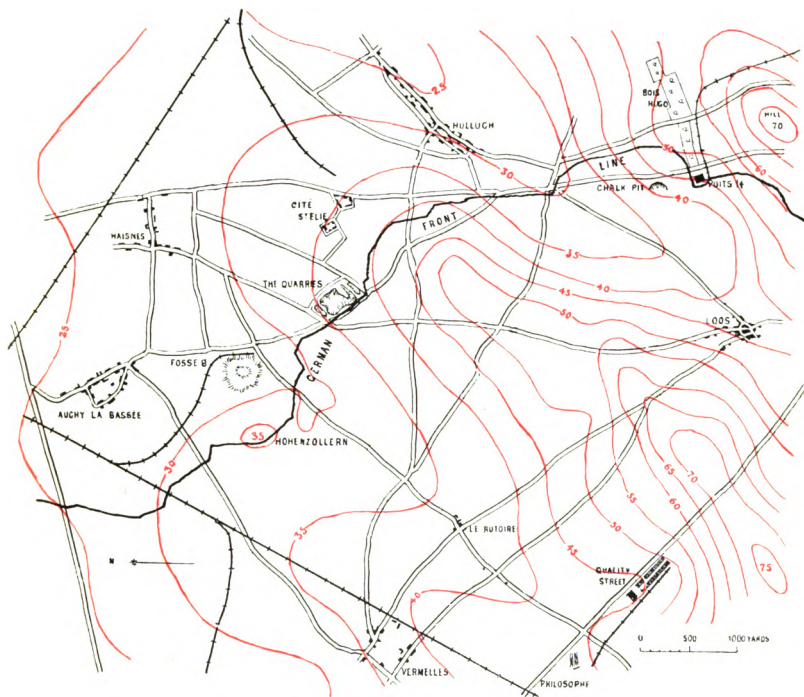 25
HULLUCH
BOIS
HUGO
HILL
70
60
50
30
LINE
CHALK PIT
PUITS 14
40
CITÉ
ST ELIE
FRONT
HAISNES
35
40
45
50
THE QUARRIES
LOOS
25
GERMAN
FOSSE 8
AUCHY LA BASSÉE
35
HOHENZOLLERN
30
65
70
55
60
LE RUTOIRE
50
35
N
45
QUALITY
STREET
75
40
0 500 1000 YARDS
VERMELLES
PHILOSOPHE